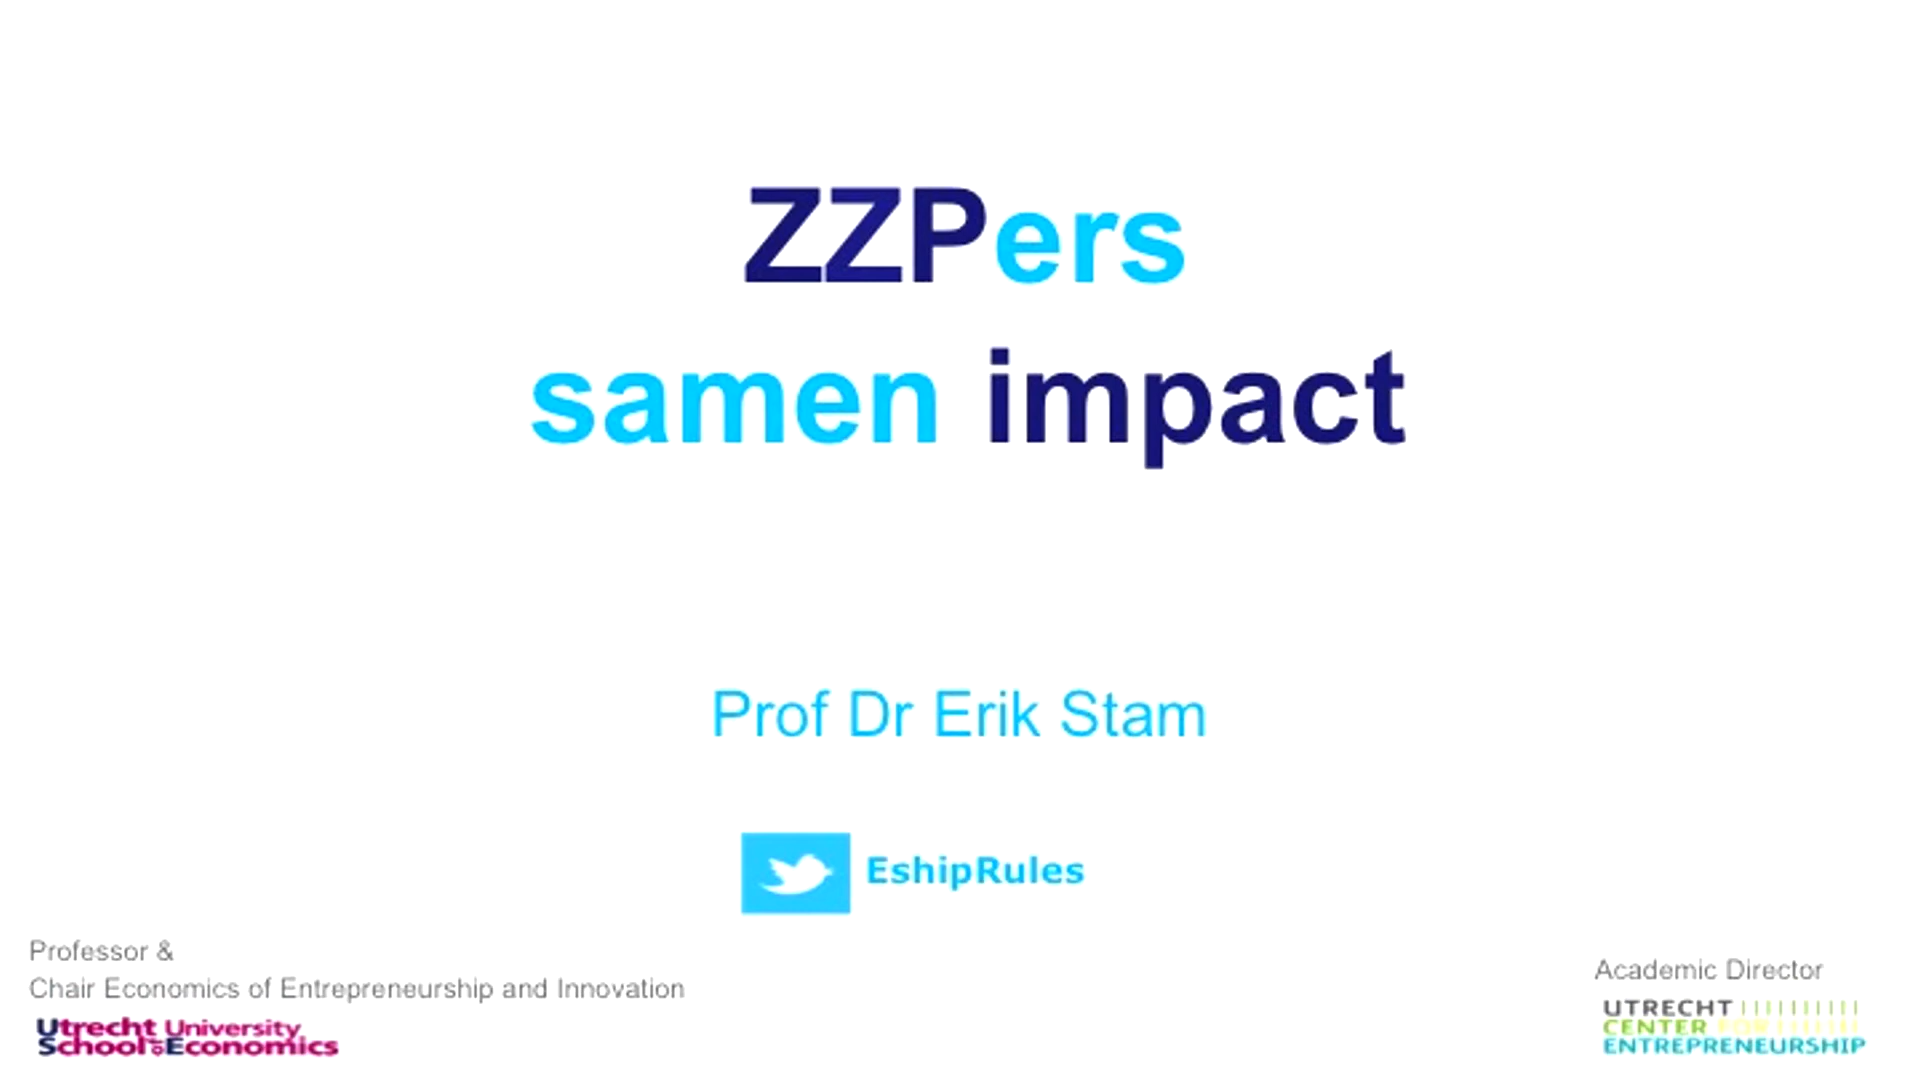 ZZPers
samen impact
Prof Dr Erik Stam
EshipRules
Professor &
Chair Economics of Entrepreneurship and Innovation
Utrecht University
School of Economics
Academic Director
UTRECHT
CENTER FOR
ENTREPRENEURSHIP